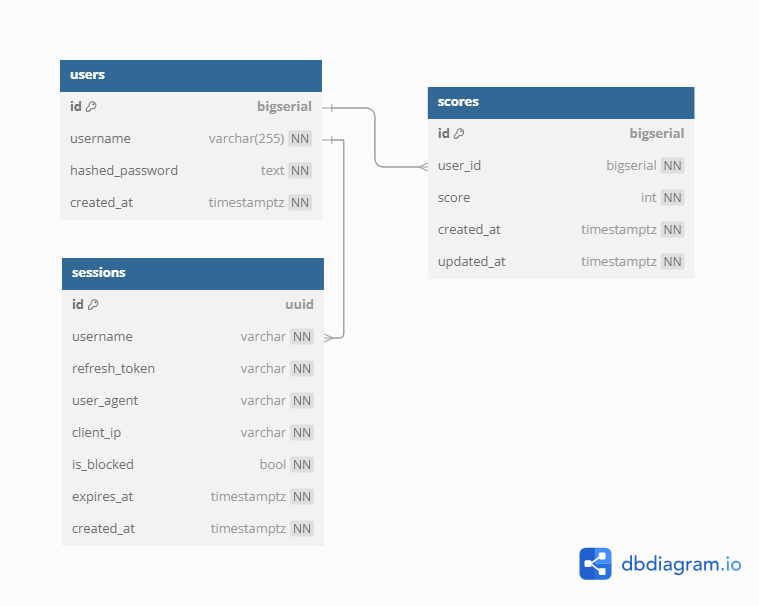 users
id bigserial
username varchar(255) NN
hashed_password text NN
created_at timestamptz NN
scores
id bigserial
user_id bigserial NN
score int NN
created_at timestamptz NN
updated_at timestamptz NN
sessions
id uuid
username varchar NN
refresh_token varchar NN
user_agent varchar NN
client_ip varchar NN
is_blocked bool NN
expires_at timestamptz NN
created_at timestamptz NN
dbdiagram.io